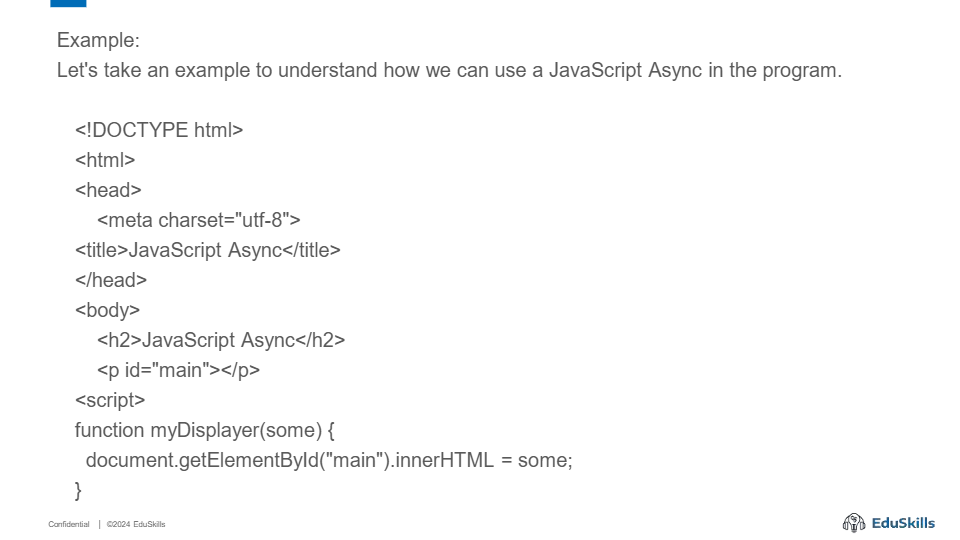 Example:
Let's take an example to understand how we can use a JavaScript Async in the program.
<!DOCTYPE html>
<html>
<head>
<meta charset="utf-8">
<title>JavaScript Async</title>
</head>
<body>
<h2>JavaScript Async</h2>
<p id="main"></p>
<script>
function myDisplayer(some) {
document.getElementById("main").innerHTML = some;
}
Confidential | ©2024 EduSkills
EduSkills